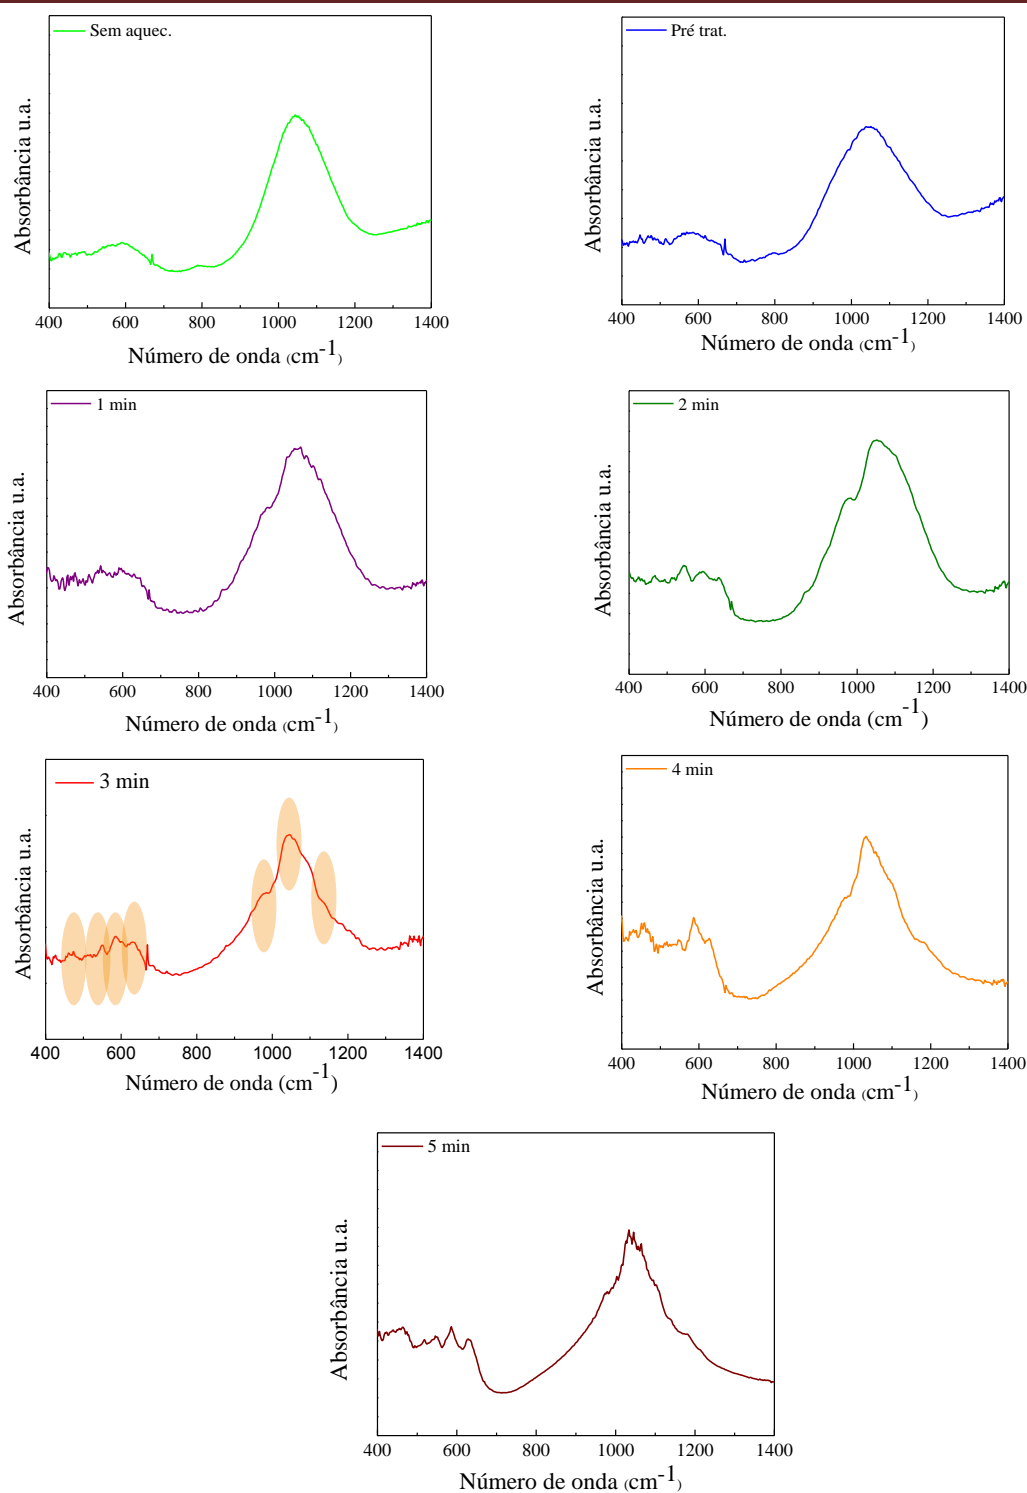 Sem aquec.
Absorbância u.a.
400 600 800 1000 1200 1400
Número de onda (cm-1)
Pré trat.
Absorbância u.a.
400 600 800 1000 1200 1400
Número de onda (cm-1)
1 min
Absorbância u.a.
400 600 800 1000 1200 1400
Número de onda (cm-1)
2 min
Absorbância u.a.
400 600 800 1000 1200 1400
Número de onda (cm-1)
3 min
Absorbância u.a.
400 600 800 1000 1200 1400
Número de onda (cm-1)
4 min
Absorbância u.a.
400 600 800 1000 1200 1400
Número de onda (cm-1)
5 min
Absorbância u.a.
400 600 800 1000 1200 1400
Número de onda (cm-1)